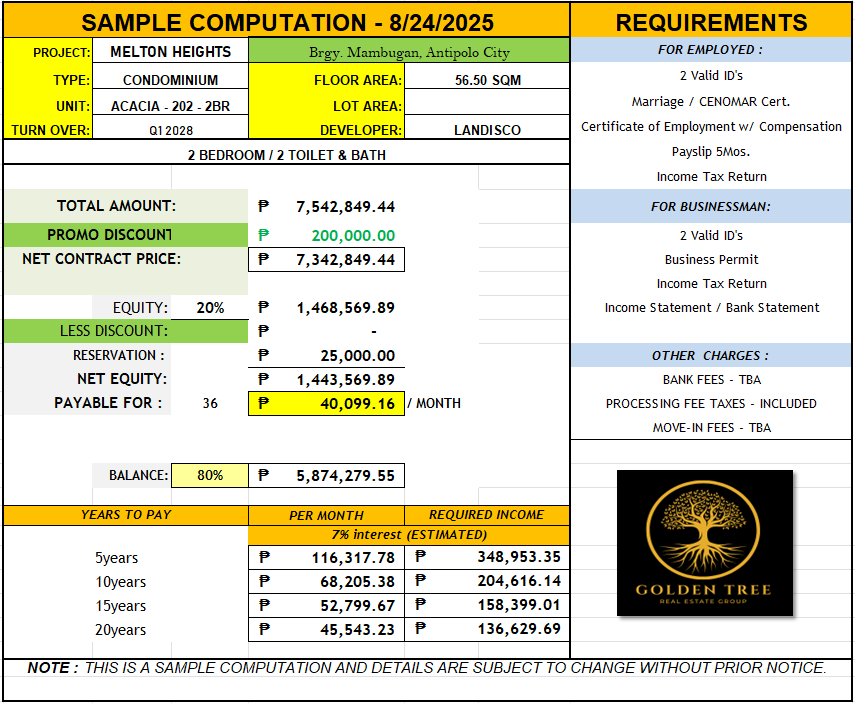 SAMPLE COMPUTATION - 8/24/2025
PROJECT: MELTON HEIGHTS Brgy. Mambugan, Antipolo City
TYPE: CONDOMINIUM FLOOR AREA: 56.50 SQM
UNIT: ACACIA - 202 - 2BR LOT AREA:
TURN OVER: Q1 2028 DEVELOPER: LANDISCO
2 BEDROOM / 2 TOILET & BATH
TOTAL AMOUNT: ₱ 7,542,849.44
PROMO DISCOUNT ₱ 200,000.00
NET CONTRACT PRICE: ₱ 7,342,849.44
EQUITY: 20% ₱ 1,468,569.89
LESS DISCOUNT: ₱ -
RESERVATION : ₱ 25,000.00
NET EQUITY: ₱ 1,443,569.89
PAYABLE FOR : 36 ₱ 40,099.16 / MONTH
BALANCE: 80% ₱ 5,874,279.55
YEARS TO PAY PER MONTH REQUIRED INCOME
7% interest (ESTIMATED)
5years ₱ 116,317.78 ₱ 348,953.35
10years ₱ 68,205.38 ₱ 204,616.14
15years ₱ 52,799.67 ₱ 158,399.01
20years ₱ 45,543.23 ₱ 136,629.69
REQUIREMENTS
FOR EMPLOYED :
2 Valid ID's
Marriage / CENOMAR Cert.
Certificate of Employment w/ Compensation
Payslip 5Mos.
Income Tax Return
FOR BUSINESSMAN:
2 Valid ID's
Business Permit
Income Tax Return
Income Statement / Bank Statement
OTHER CHARGES :
BANK FEES - TBA
PROCESSING FEE TAXES - INCLUDED
MOVE-IN FEES - TBA
GOLDEN TREE
REAL ESTATE GROUP
NOTE : THIS IS A SAMPLE COMPUTATION AND DETAILS ARE SUBJECT TO CHANGE WITHOUT PRIOR NOTICE.